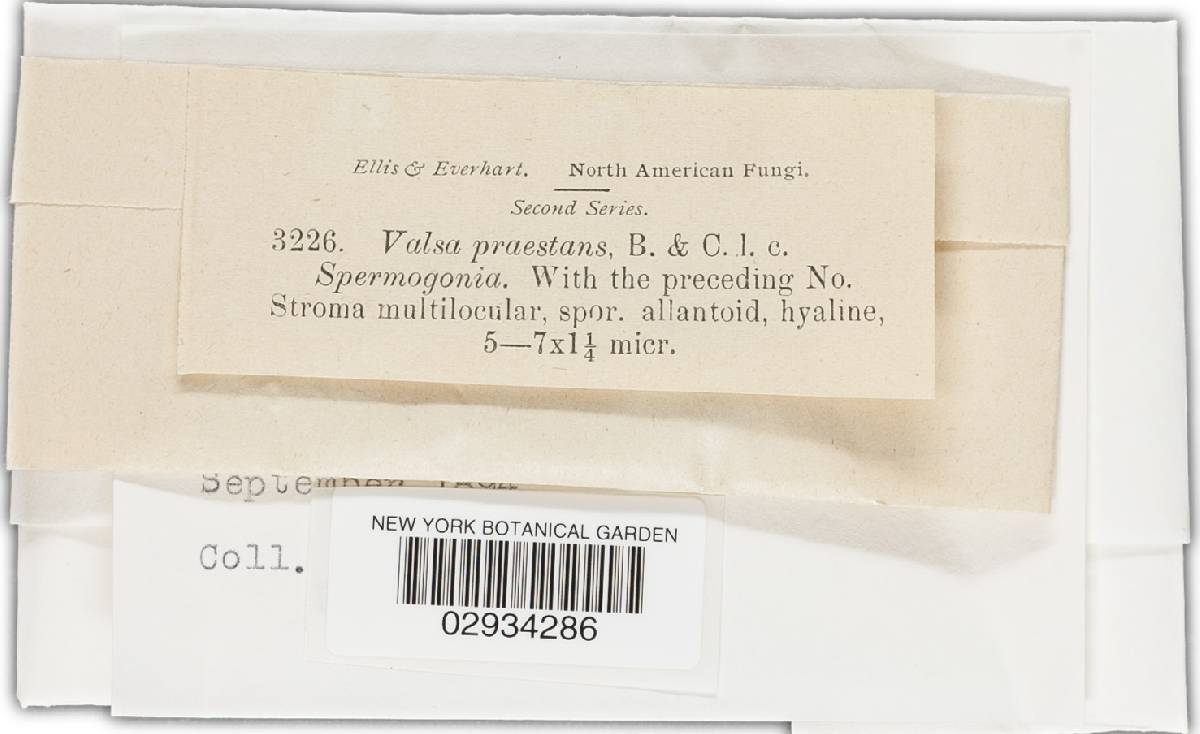 Ellis & Everhart. North American Fungi.
Second Series.
3226. Valsa praestans, B. & C. l. c.
Spermogonia. With the preceding No.
Stroma multilocular, spor. allantoid, hyaline,
5—7x1¼ micr.
September
Coll.
NEW YORK BOTANICAL GARDEN
02934286